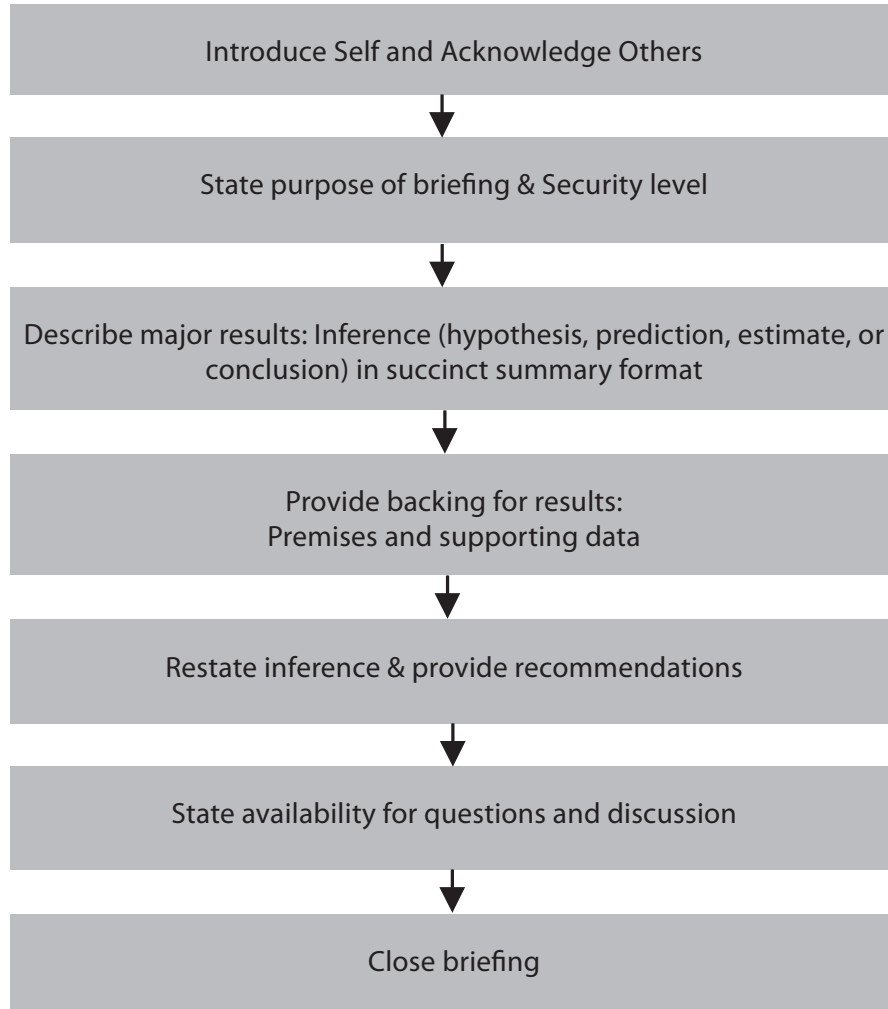 Introduce Self and Acknowledge Others
State purpose of briefing & Security level
Describe major results: Inference (hypothesis, prediction, estimate, or
conclusion) in succinct summary format
Provide backing for results:
Premises and supporting data
Restate inference & provide recommendations
State availability for questions and discussion
Close briefing